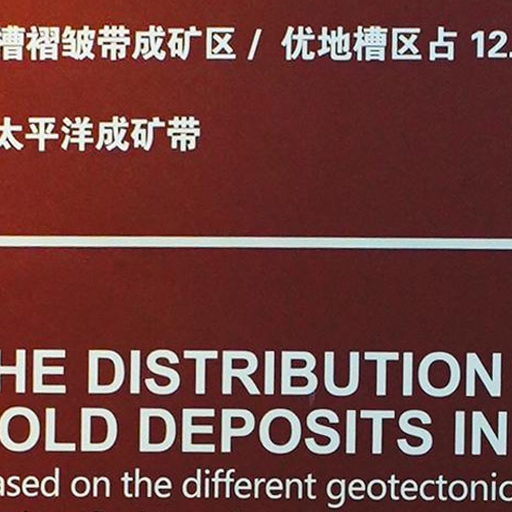 槽褶皱带成矿区 / 优地槽区占 12.
太平洋成矿带
HE DISTRIBUTION
OLD DEPOSITS IN
ased on the different geotectonic